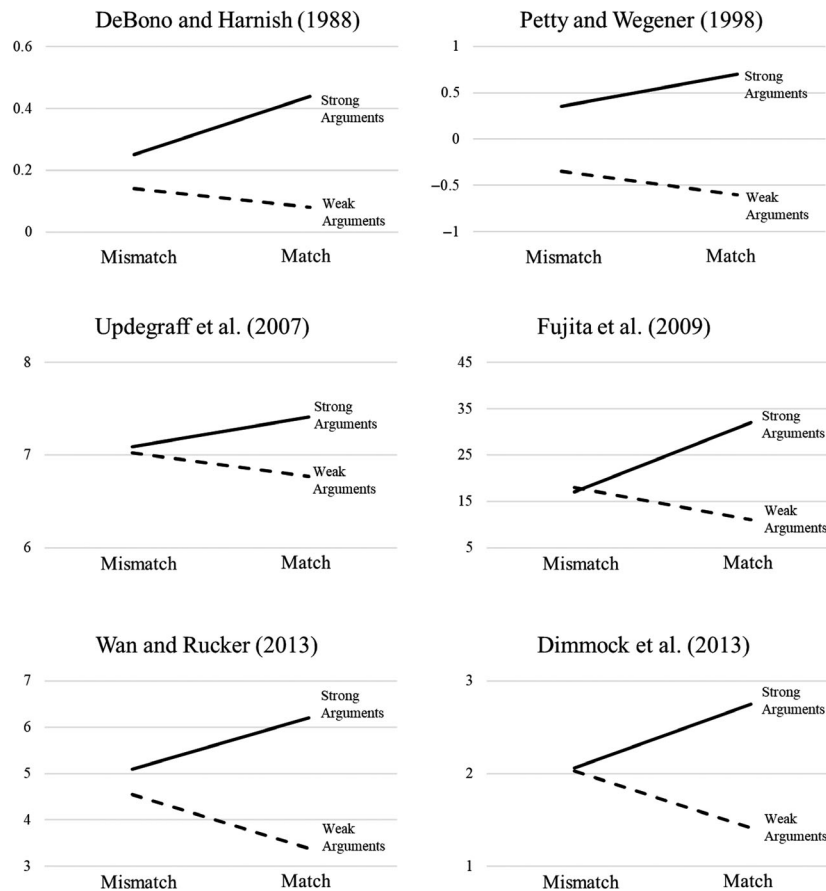 DeBono and Harnish (1988)
0.6
0.4
0.2
0
Strong
Arguments
Weak
Arguments
Mismatch
Match
Petty and Wegener (1998)
1
0.5
0
−0.5
−1
Strong
Arguments
Weak
Arguments
Mismatch
Match
Updegraff et al. (2007)
8
7
6
Strong
Arguments
Weak
Arguments
Mismatch
Match
Fujita et al. (2009)
45
35
25
15
5
Strong
Arguments
Weak
Arguments
Mismatch
Match
Wan and Rucker (2013)
7
6
5
4
3
Strong
Arguments
Weak
Arguments
Mismatch
Match
Dimmock et al. (2013)
3
2
1
Strong
Arguments
Weak
Arguments
Mismatch
Match